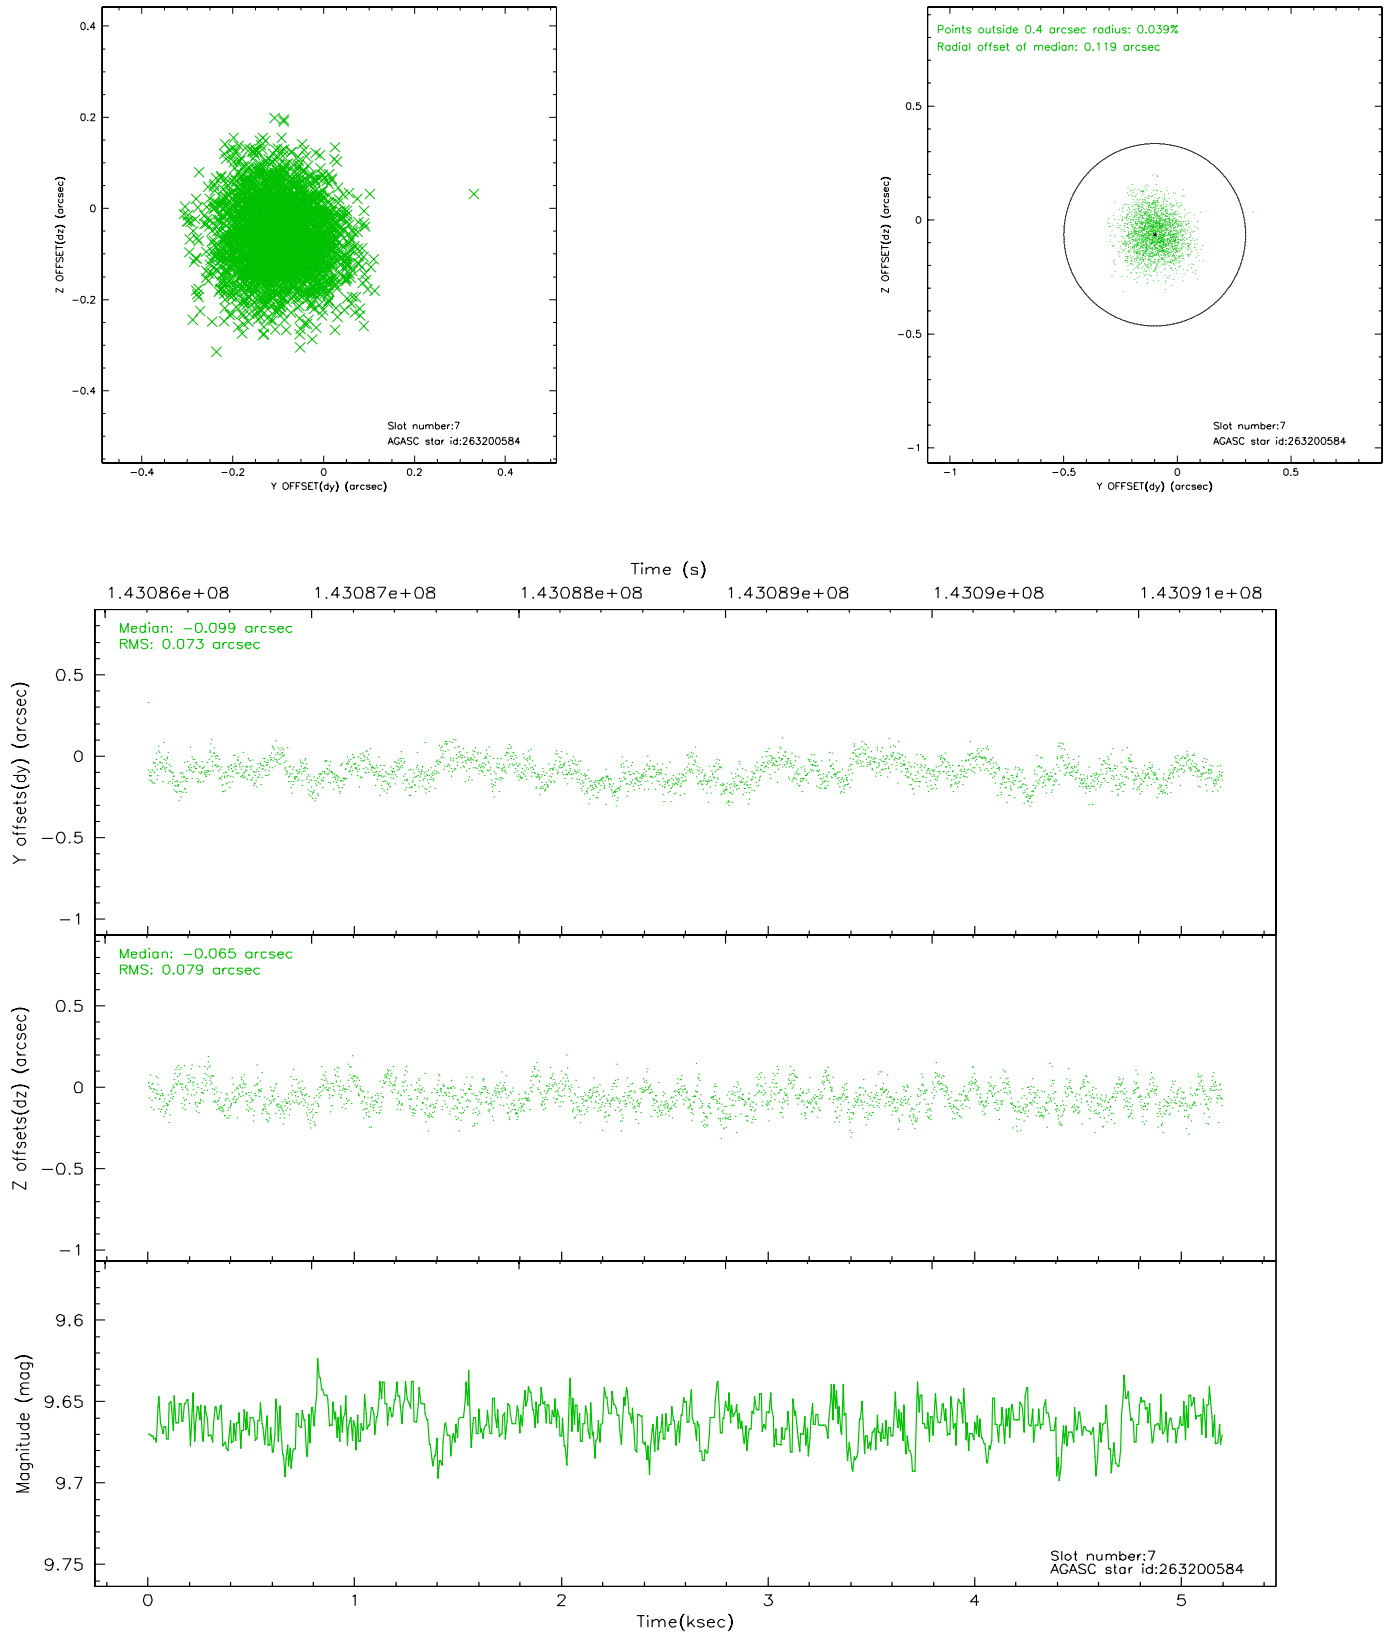 0.4
0.2
0
−0.2
−0.4
Z OFFSET(dz) (arcsec)
Slot number:7
AGASC star id:263200584
−0.4 −0.2 0 0.2 0.4
Y OFFSET(dy) (arcsec)
Points outside 0.4 arcsec radius: 0.039%
Radial offset of median: 0.119 arcsec
0.5
0
−0.5
−1
Z OFFSET(dz) (arcsec)
Slot number:7
AGASC star id:263200584
−1 −0.5 0 0.5
Y OFFSET(dy) (arcsec)
Time (s)
1.43086e+08 1.43087e+08 1.43088e+08 1.43089e+08 1.4309e+08 1.43091e+08
Median: −0.099 arcsec
RMS: 0.073 arcsec
0.5
0
−0.5
−1
Y offsets(dy) (arcsec)
Median: −0.065 arcsec
RMS: 0.079 arcsec
0.5
0
−0.5
−1
Z offsets(dz) (arcsec)
9.6
9.65
9.7
9.75
Magnitude (mag)
Slot number:7
AGASC star id:263200584
0 1 2 3 4 5
Time(ksec)